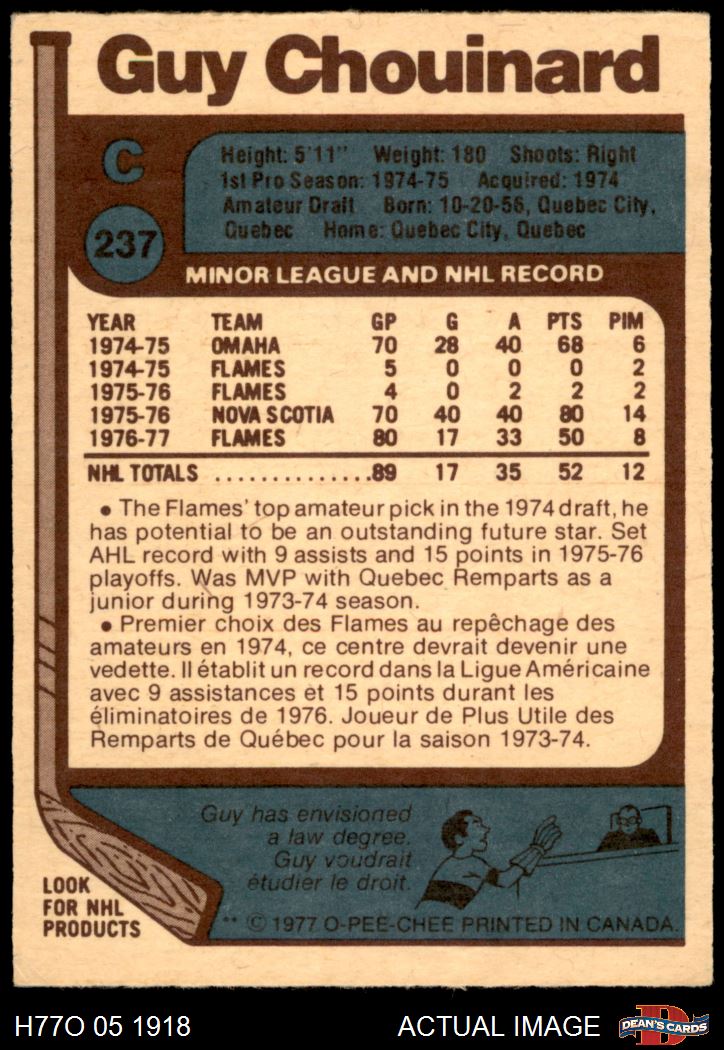 Guy Chouinard
C
237
Height: 5'11" Weight: 180 Shoots: Right
1st Pro Season: 1974-75 Acquired: 1974
Amateur Draft Born: 10-20-56, Quebec City,
Quebec Home: Quebec City, Quebec
MINOR LEAGUE AND NHL RECORD
YEAR TEAM GP G A PTS PIM
1974-75 OMAHA 70 28 40 68 6
1974-75 FLAMES 5 0 0 0 2
1975-76 FLAMES 4 0 2 2 2
1975-76 NOVA SCOTIA 70 40 40 80 14
1976-77 FLAMES 80 17 33 50 8
NHL TOTALS ..............89 17 35 52 12
• The Flames' top amateur pick in the 1974 draft, he
has potential to be an outstanding future star. Set
AHL record with 9 assists and 15 points in 1975-76
playoffs. Was MVP with Quebec Remparts as a
junior during 1973-74 season.
• Premier choix des Flames au repêchage des
amateurs en 1974, ce centre devrait devenir une
vedette. Il établit un record dans la Ligue Américaine
avec 9 assistances et 15 points durant les
éliminatoires de 1976. Joueur de Plus Utile des
Remparts de Québec pour la saison 1973-74.
Guy has envisioned
a law degree.
Guy voudrait
étudier le droit.
LOOK
FOR NHL
PRODUCTS
** © 1977 O-PEE-CHEE PRINTED IN CANADA.
H77O 05 1918
ACTUAL IMAGE
D
DEAN'S CARDS